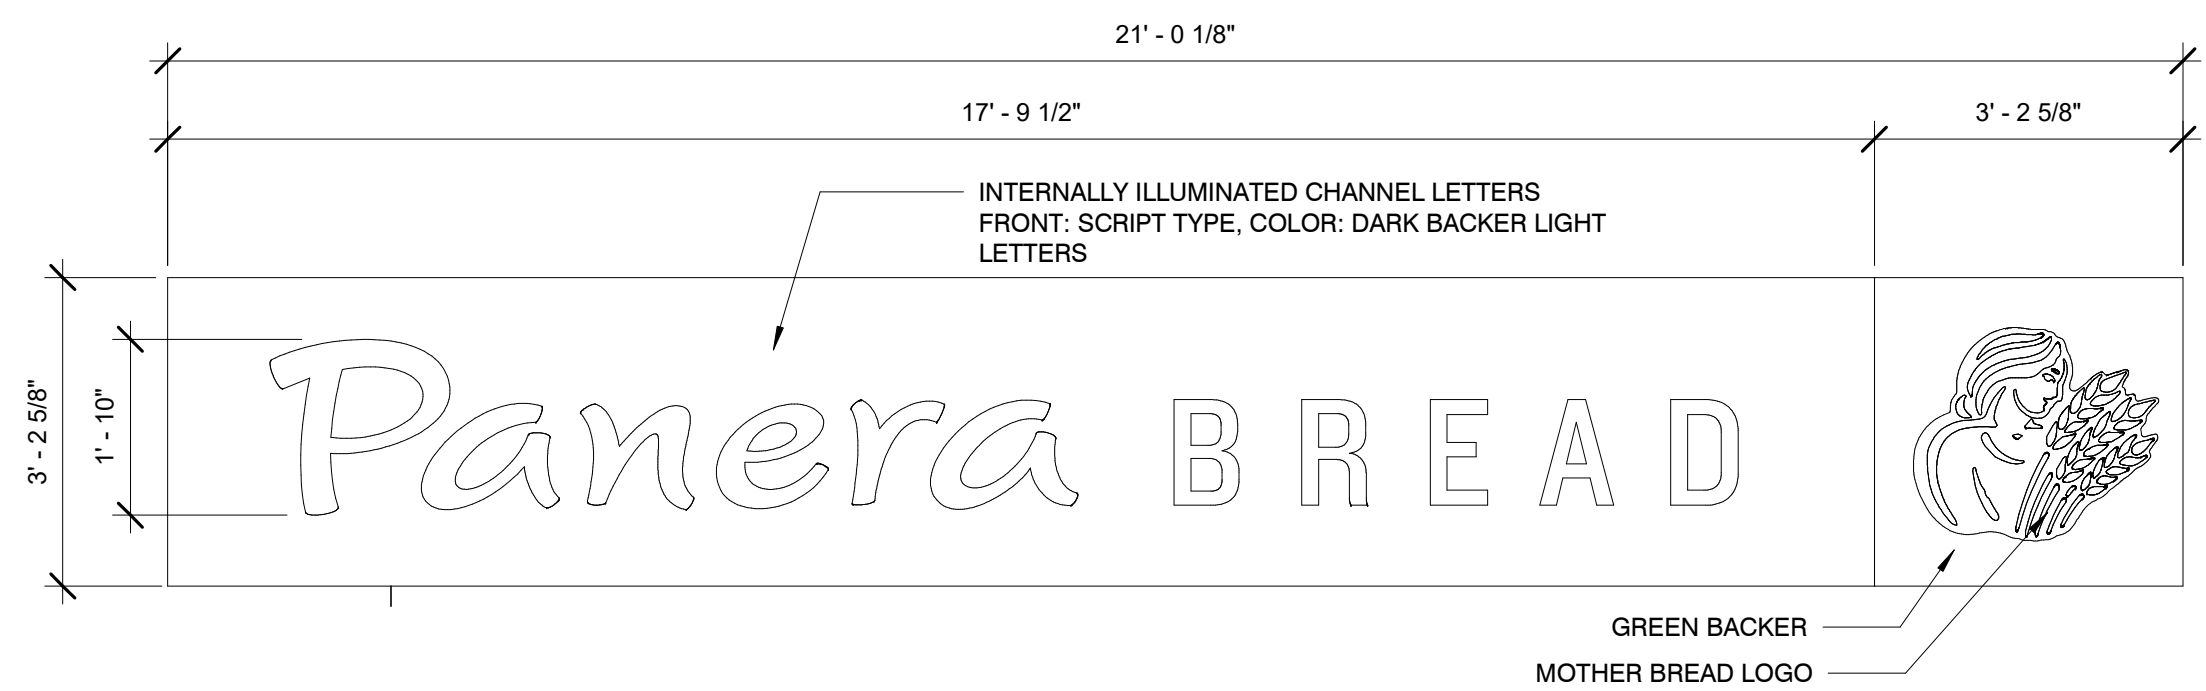 21' - 0 1/8"
17' - 9 1/2"
3' - 2 5/8"
INTERNALLY ILLUMINATED CHANNEL LETTERS
FRONT: SCRIPT TYPE, COLOR: DARK BACKER LIGHT
LETTERS
3' - 2 5/8"
1' - 10"
Panera BREAD
GREEN BACKER
MOTHER BREAD LOGO